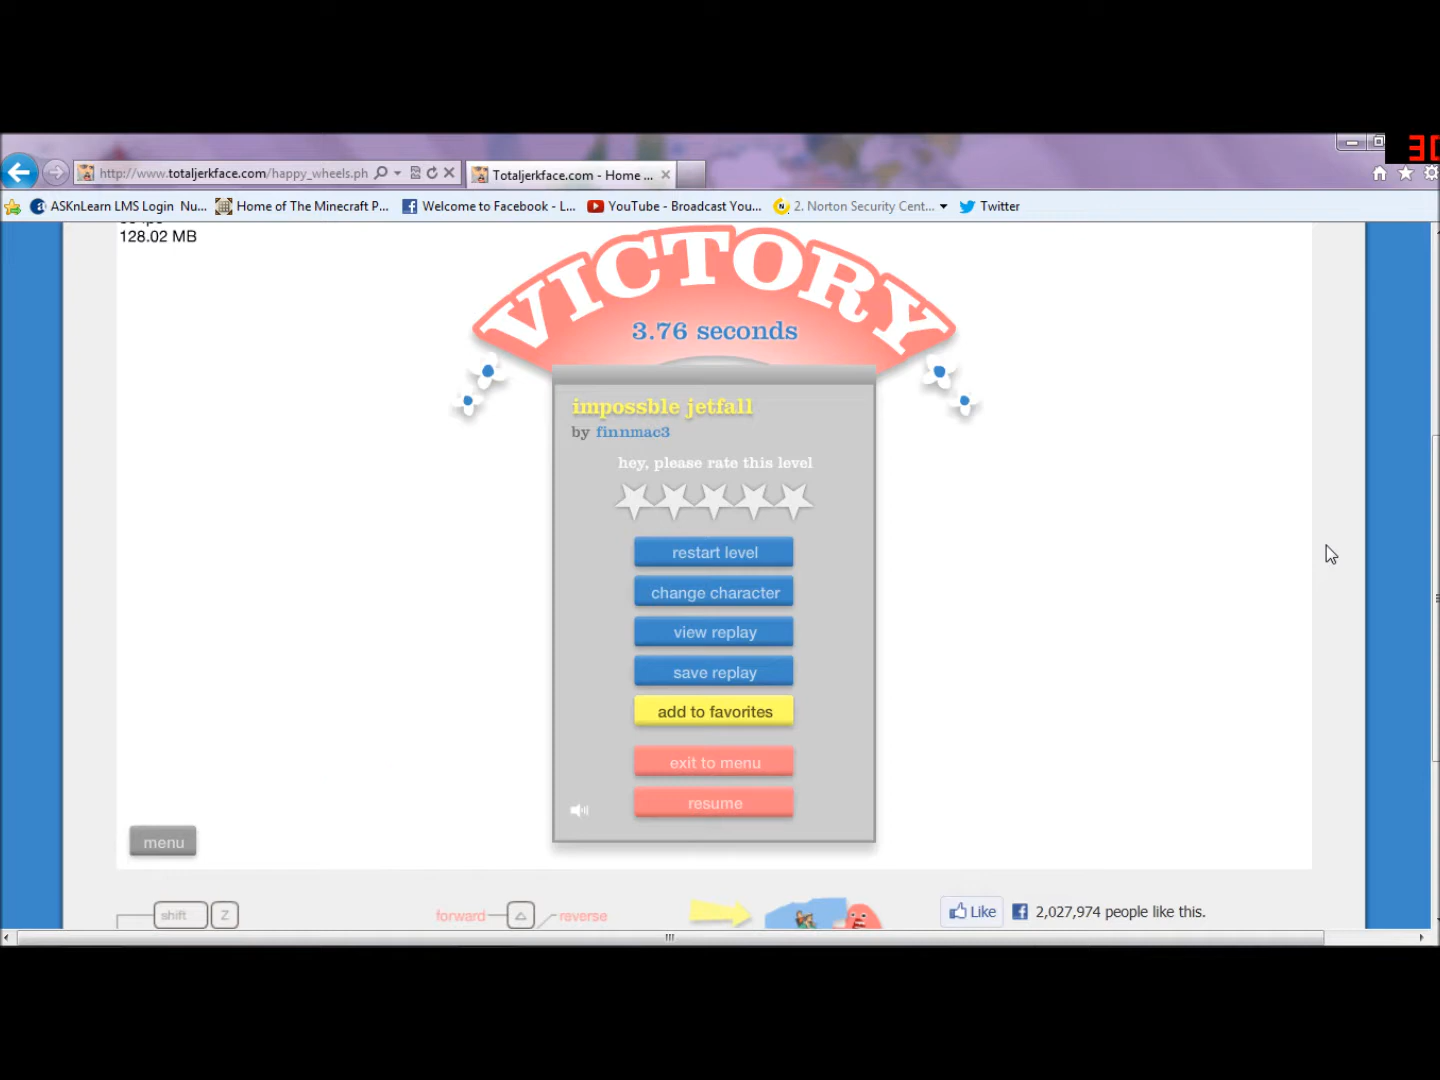 30
http://www.totaljerkface.com/happy_wheels.ph
Totaljerkface.com - Home ...
ASKnLearn LMS Login Nu...
Home of The Minecraft P...
Welcome to Facebook - L...
YouTube - Broadcast You...
2. Norton Security Cent...
Twitter
128.02 MB
VICTORY
3.76 seconds
impossble jetfall
by finnmac3
hey, please rate this level
restart level
change character
view replay
save replay
add to favorites
exit to menu
resume
menu
shift Z
forward
reverse
Like
2,027,974 people like this.